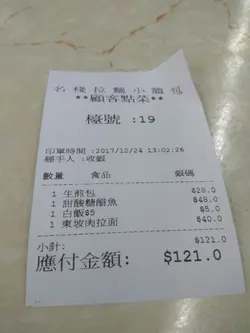 名棧拉麵小籠包
**顧客點菜**
檯號 :19
印單時間 :2017/12/24 13:02:26
經手人 :收銀
數量 食品 銀碼
1 生煎包 $28.0
1 甜酸糖醋魚 $48.0
1 白飯$5 $5.0
1 東坡肉拉面 $40.0
$121.0
小計:
應付金額: $121.0